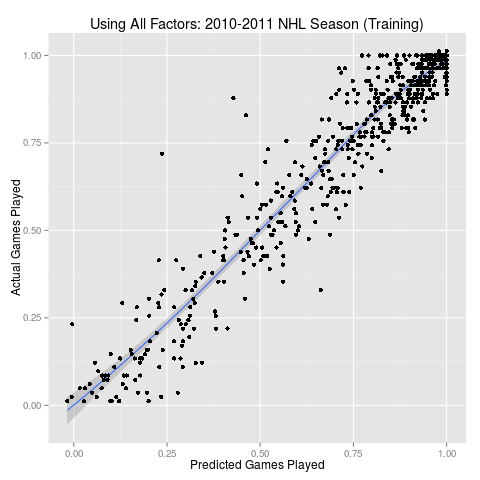 Using All Factors: 2010-2011 NHL Season (Training)
Actual Games Played
1.00
0.75
0.50
0.25
0.00
0.00 0.25 0.50 0.75 1.00
Predicted Games Played